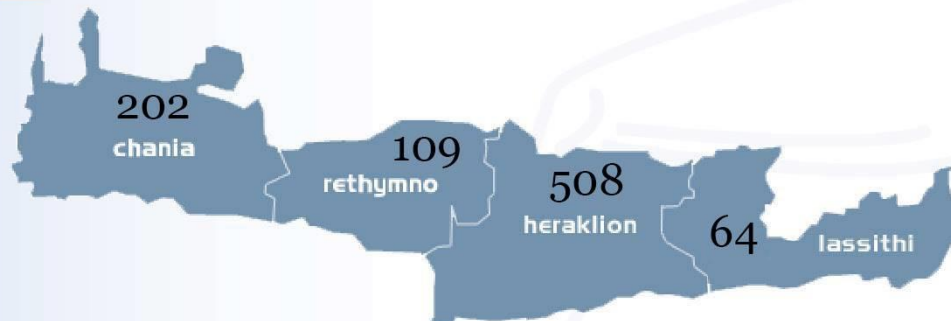 202
chania
109
rethymno
508
heraklion
64
lassithi